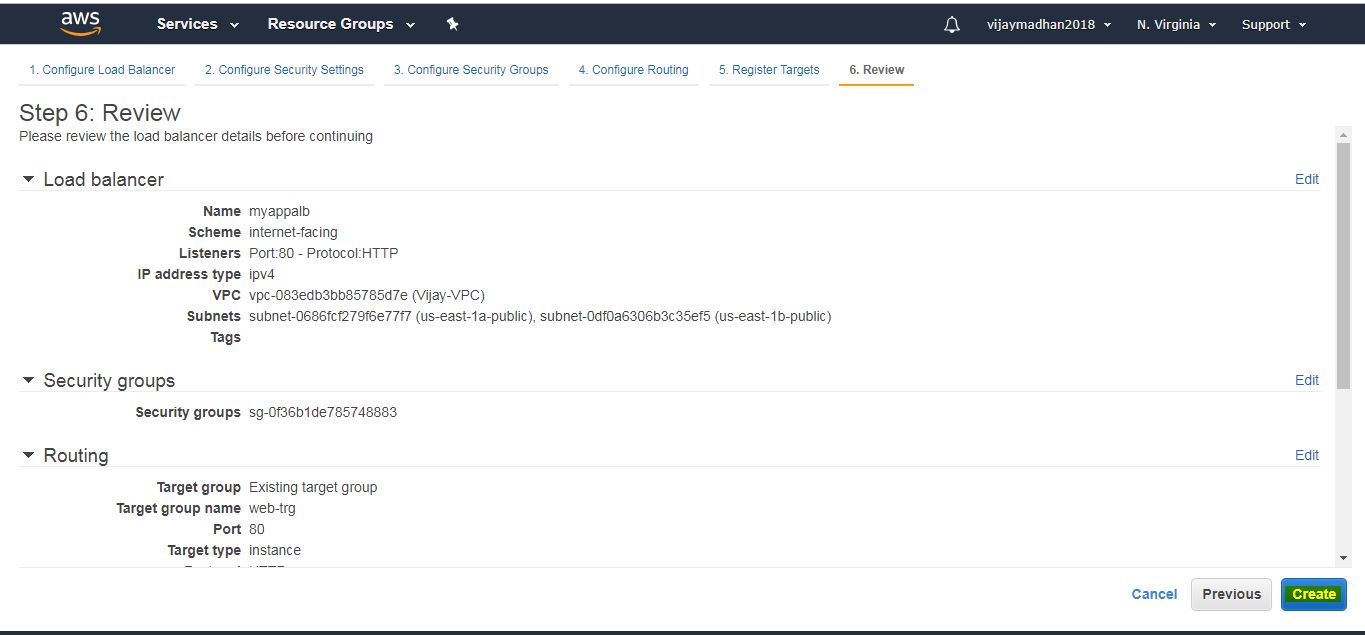 aws Services Resource Groups vijaymadhan2018 N. Virginia Support
1. Configure Load Balancer 2. Configure Security Settings 3. Configure Security Groups 4. Configure Routing 5. Register Targets 6. Review
Step 6: Review
Please review the load balancer details before continuing
Load balancer Edit
Name myappalb
Scheme internet-facing
Listeners Port:80 - Protocol:HTTP
IP address type ipv4
VPC vpc-083edb3bb85785d7e (Vijay-VPC)
Subnets subnet-0686fcf279f6e77f7 (us-east-1a-public), subnet-0df0a6306b3c35ef5 (us-east-1b-public)
Tags
Security groups Edit
Security groups sg-0f36b1de785748883
Routing Edit
Target group Existing target group
Target group name web-trg
Port 80
Target type instance
Cancel Previous Create